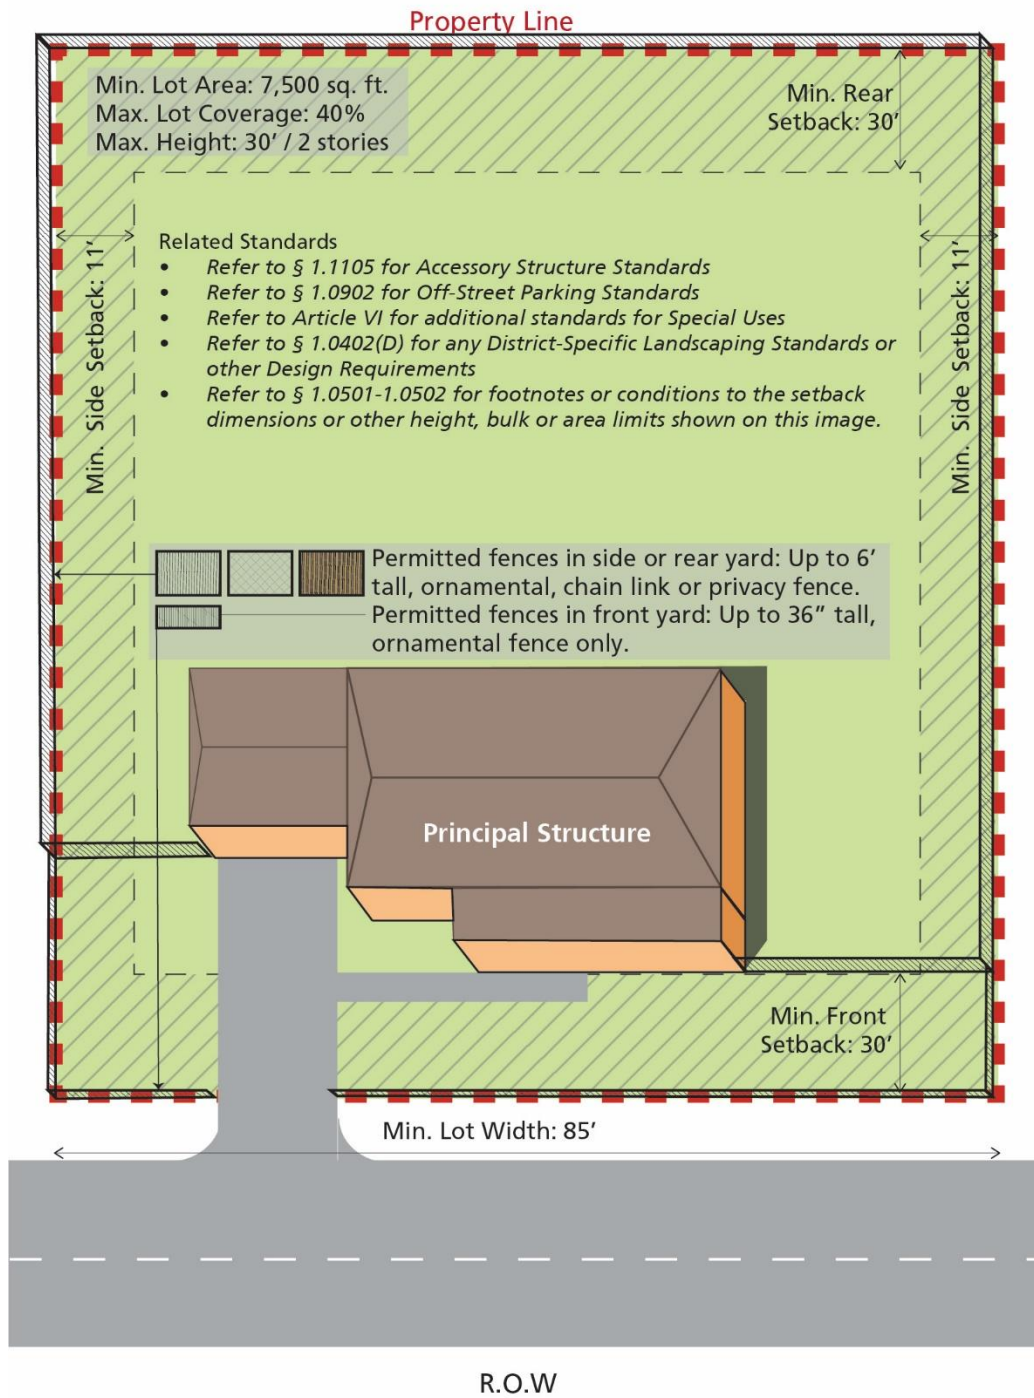 Property Line
Min. Lot Area: 7,500 sq. ft.
Max. Lot Coverage: 40%
Max. Height: 30’ / 2 stories
Min. Rear
Setback: 30’
Min. Side Setback: 11’
Related Standards
• Refer to § 1.1105 for Accessory Structure Standards
• Refer to § 1.0902 for Off-Street Parking Standards
• Refer to Article VI for additional standards for Special Uses
• Refer to § 1.0402(D) for any District-Specific Landscaping Standards or
other Design Requirements
• Refer to § 1.0501-1.0502 for footnotes or conditions to the setback
dimensions or other height, bulk or area limits shown on this image.
Min. Side Setback: 11’
Permitted fences in side or rear yard: Up to 6’
tall, ornamental, chain link or privacy fence.
Permitted fences in front yard: Up to 36” tall,
ornamental fence only.
Principal Structure
Min. Front
Setback: 30’
Min. Lot Width: 85’
R.O.W